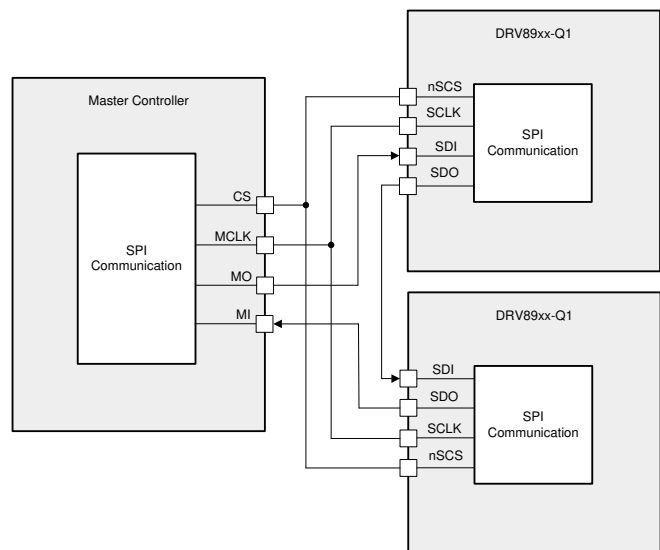 Master Controller
SPI
Communication
CS
MCLK
MO
MI
DRV89xx-Q1
nSCS
SCLK
SDI
SDO
SPI
Communication
DRV89xx-Q1
SDI
SDO
SCLK
nSCS
SPI
Communication